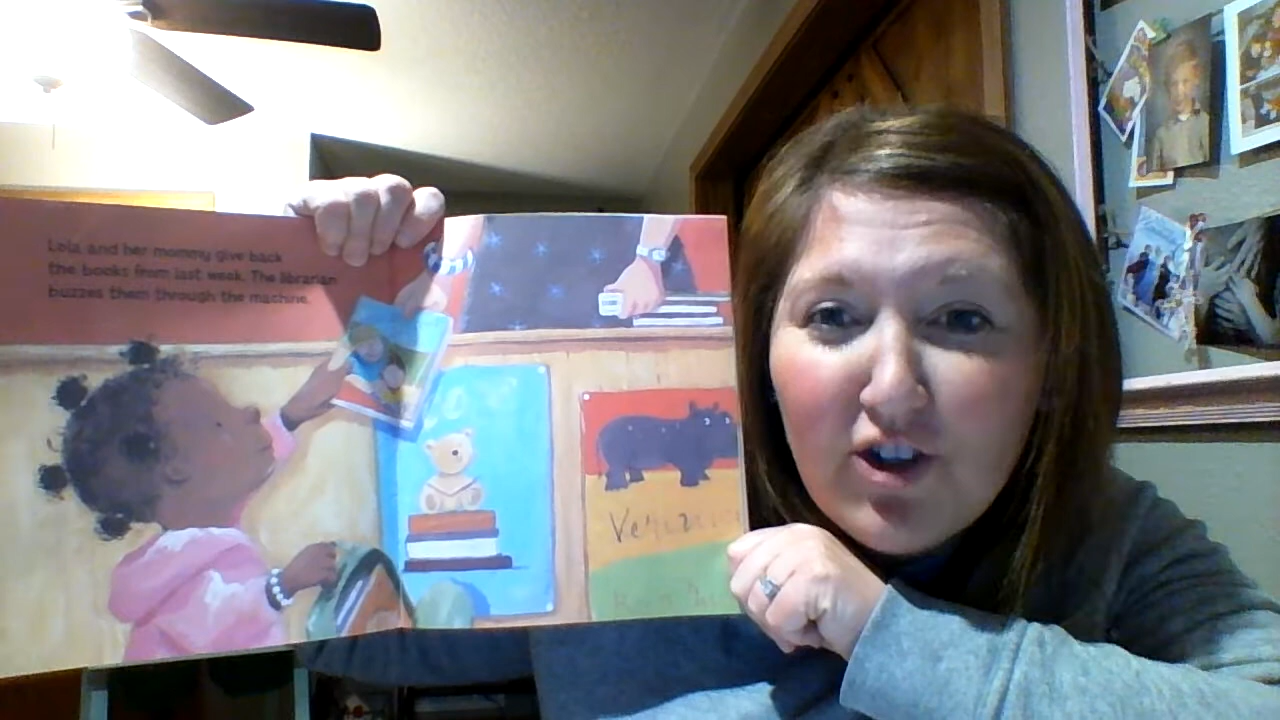 Lola and her mommy give back
the books from last week. The librarian
buzzes them through the machine.